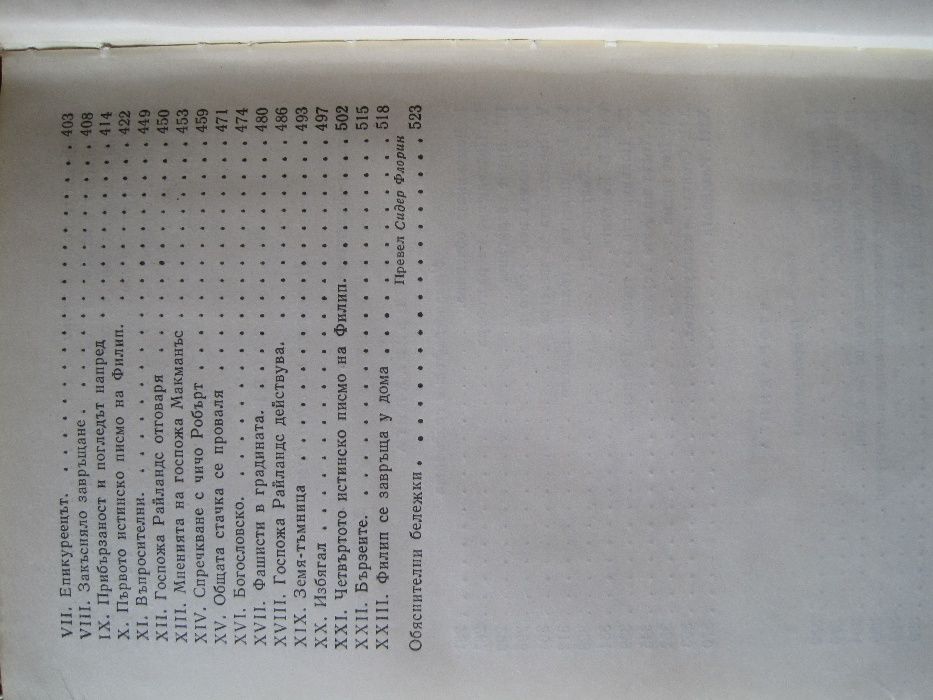 VII. Епикуреецът. . . . . . . . . . . . . . . . . . . . 403
VIII. Закъсняло завръщане . . . . . . . . . . . . . . . 408
IX. Прибързаност и погледът напред . . . . . . . . . . 414
X. Първото истинско писмо на Филип. . . . . . . . . . 422
XI. Въпросителни. . . . . . . . . . . . . . . . . . . 449
XII. Госпожа Райландс отговаря . . . . . . . . . . . . 450
XIII. Мненията на госпожа Макманъс . . . . . . . . . . 453
XIV. Спречкване с чичо Робърт . . . . . . . . . . . . 459
XV. Общата стачка се проваля . . . . . . . . . . . . 471
XVI. Богословско. . . . . . . . . . . . . . . . . . . 474
XVII. Фашисти в градината. . . . . . . . . . . . . . . 480
XVIII. Госпожа Райландс действува. . . . . . . . . . . 486
XIX. Земя-тъмница . . . . . . . . . . . . . . . . . . 493
XX. Избягал . . . . . . . . . . . . . . . . . . . . . 497
XXI. Четвъртото истинско писмо на Филип. . . . . . . . 502
XXII. Бързеите. . . . . . . . . . . . . . . . . . . . 515
XXIII. Филип се завръща у дома . . . . . . . . . . . . 518
Превел Сидер Флорин
Обяснителни бележки . . . . . . . . . . . . . . . . . 523